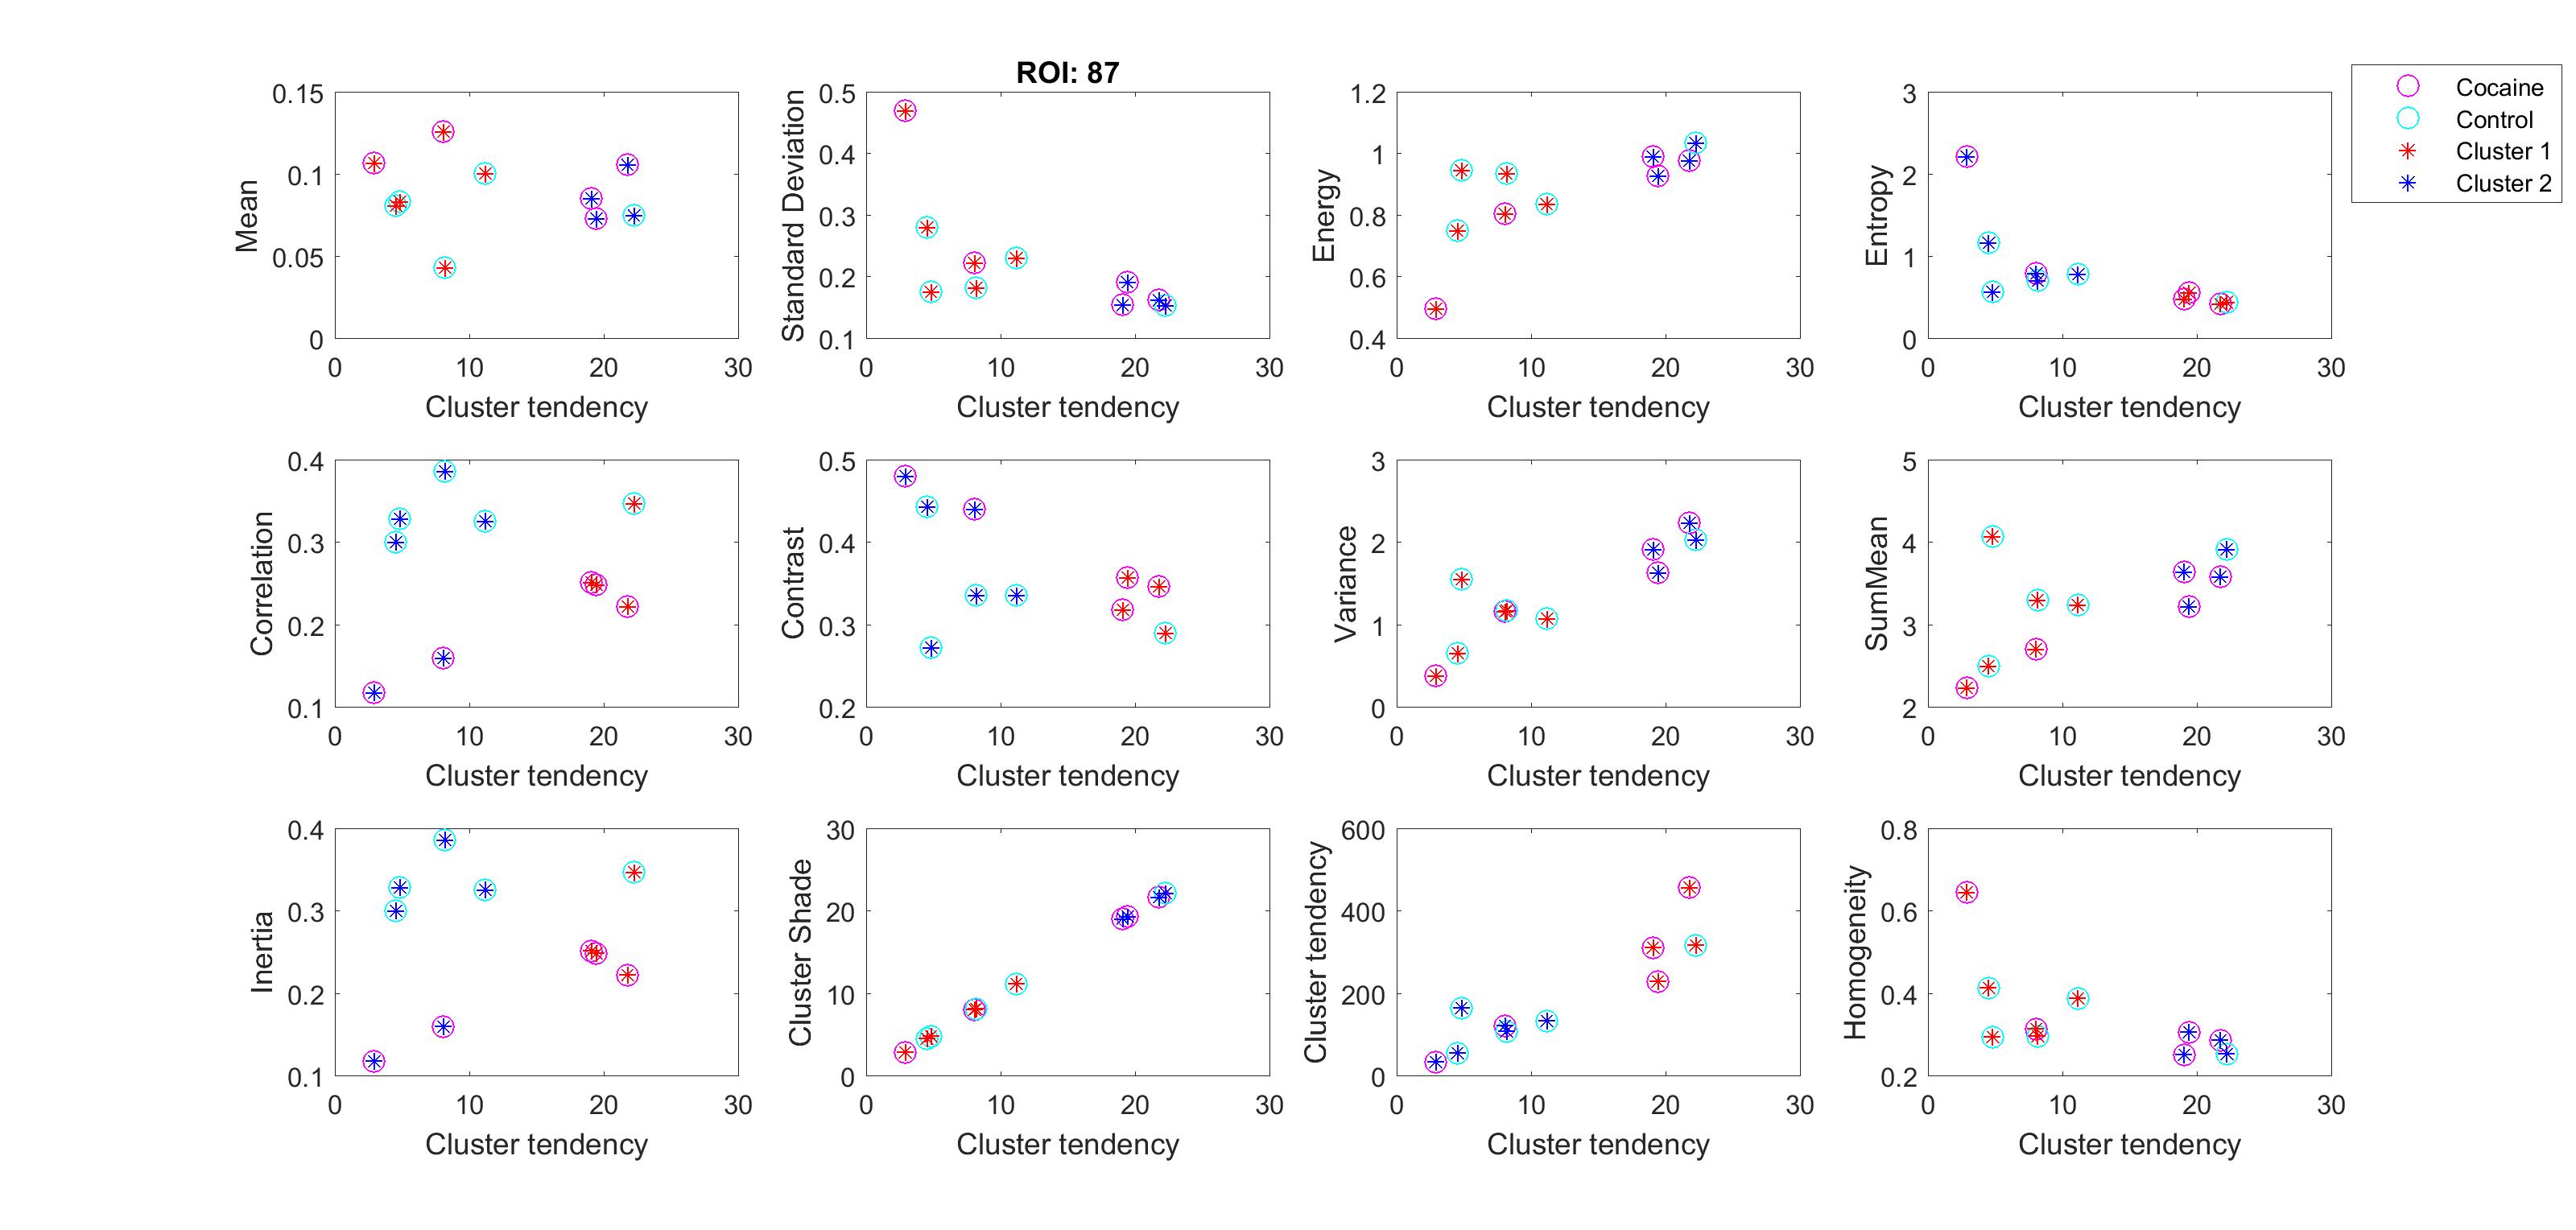 ROI: 87
Cocaine
Control
Cluster 1
Cluster 2
Mean
0.15
0.1
0.05
0
0 10 20 30
Cluster tendency
Standard Deviation
0.5
0.4
0.3
0.2
0.1
0 10 20 30
Cluster tendency
Energy
1.2
1
0.8
0.6
0.4
0 10 20 30
Cluster tendency
Entropy
3
2
1
0
0 10 20 30
Cluster tendency
Correlation
0.4
0.3
0.2
0.1
0 10 20 30
Cluster tendency
Contrast
0.5
0.4
0.3
0.2
0 10 20 30
Cluster tendency
Variance
3
2
1
0
0 10 20 30
Cluster tendency
SumMean
5
4
3
2
0 10 20 30
Cluster tendency
Inertia
0.4
0.3
0.2
0.1
0 10 20 30
Cluster tendency
Cluster Shade
30
20
10
0
0 10 20 30
Cluster tendency
Cluster tendency
600
400
200
0
0 10 20 30
Cluster tendency
Homogeneity
0.8
0.6
0.4
0.2
0 10 20 30
Cluster tendency